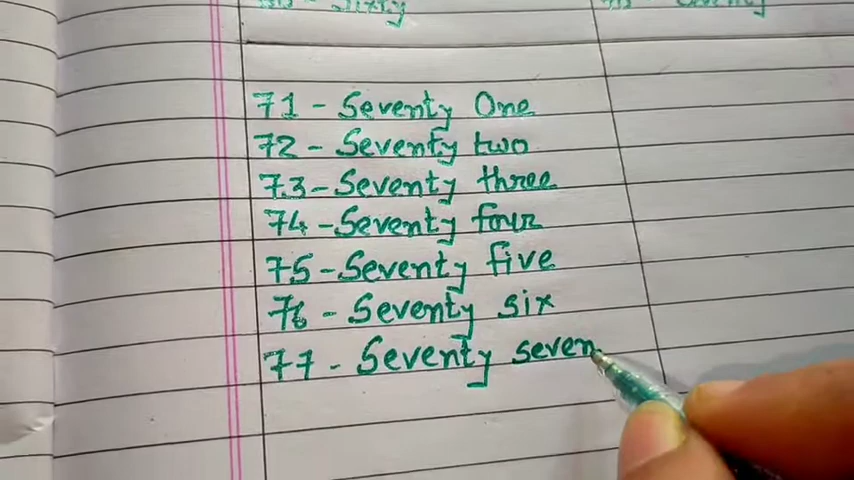 Sixty
71 - Seventy One
72 - Seventy two
73 - Seventy three
74 - Seventy four
75 - Seventy five
76 - Seventy six
77 - Seventy seven